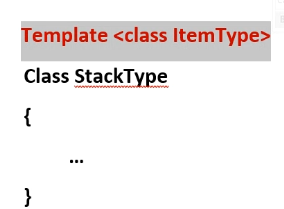 Template <class ItemType>
Class StackType
{
...
}